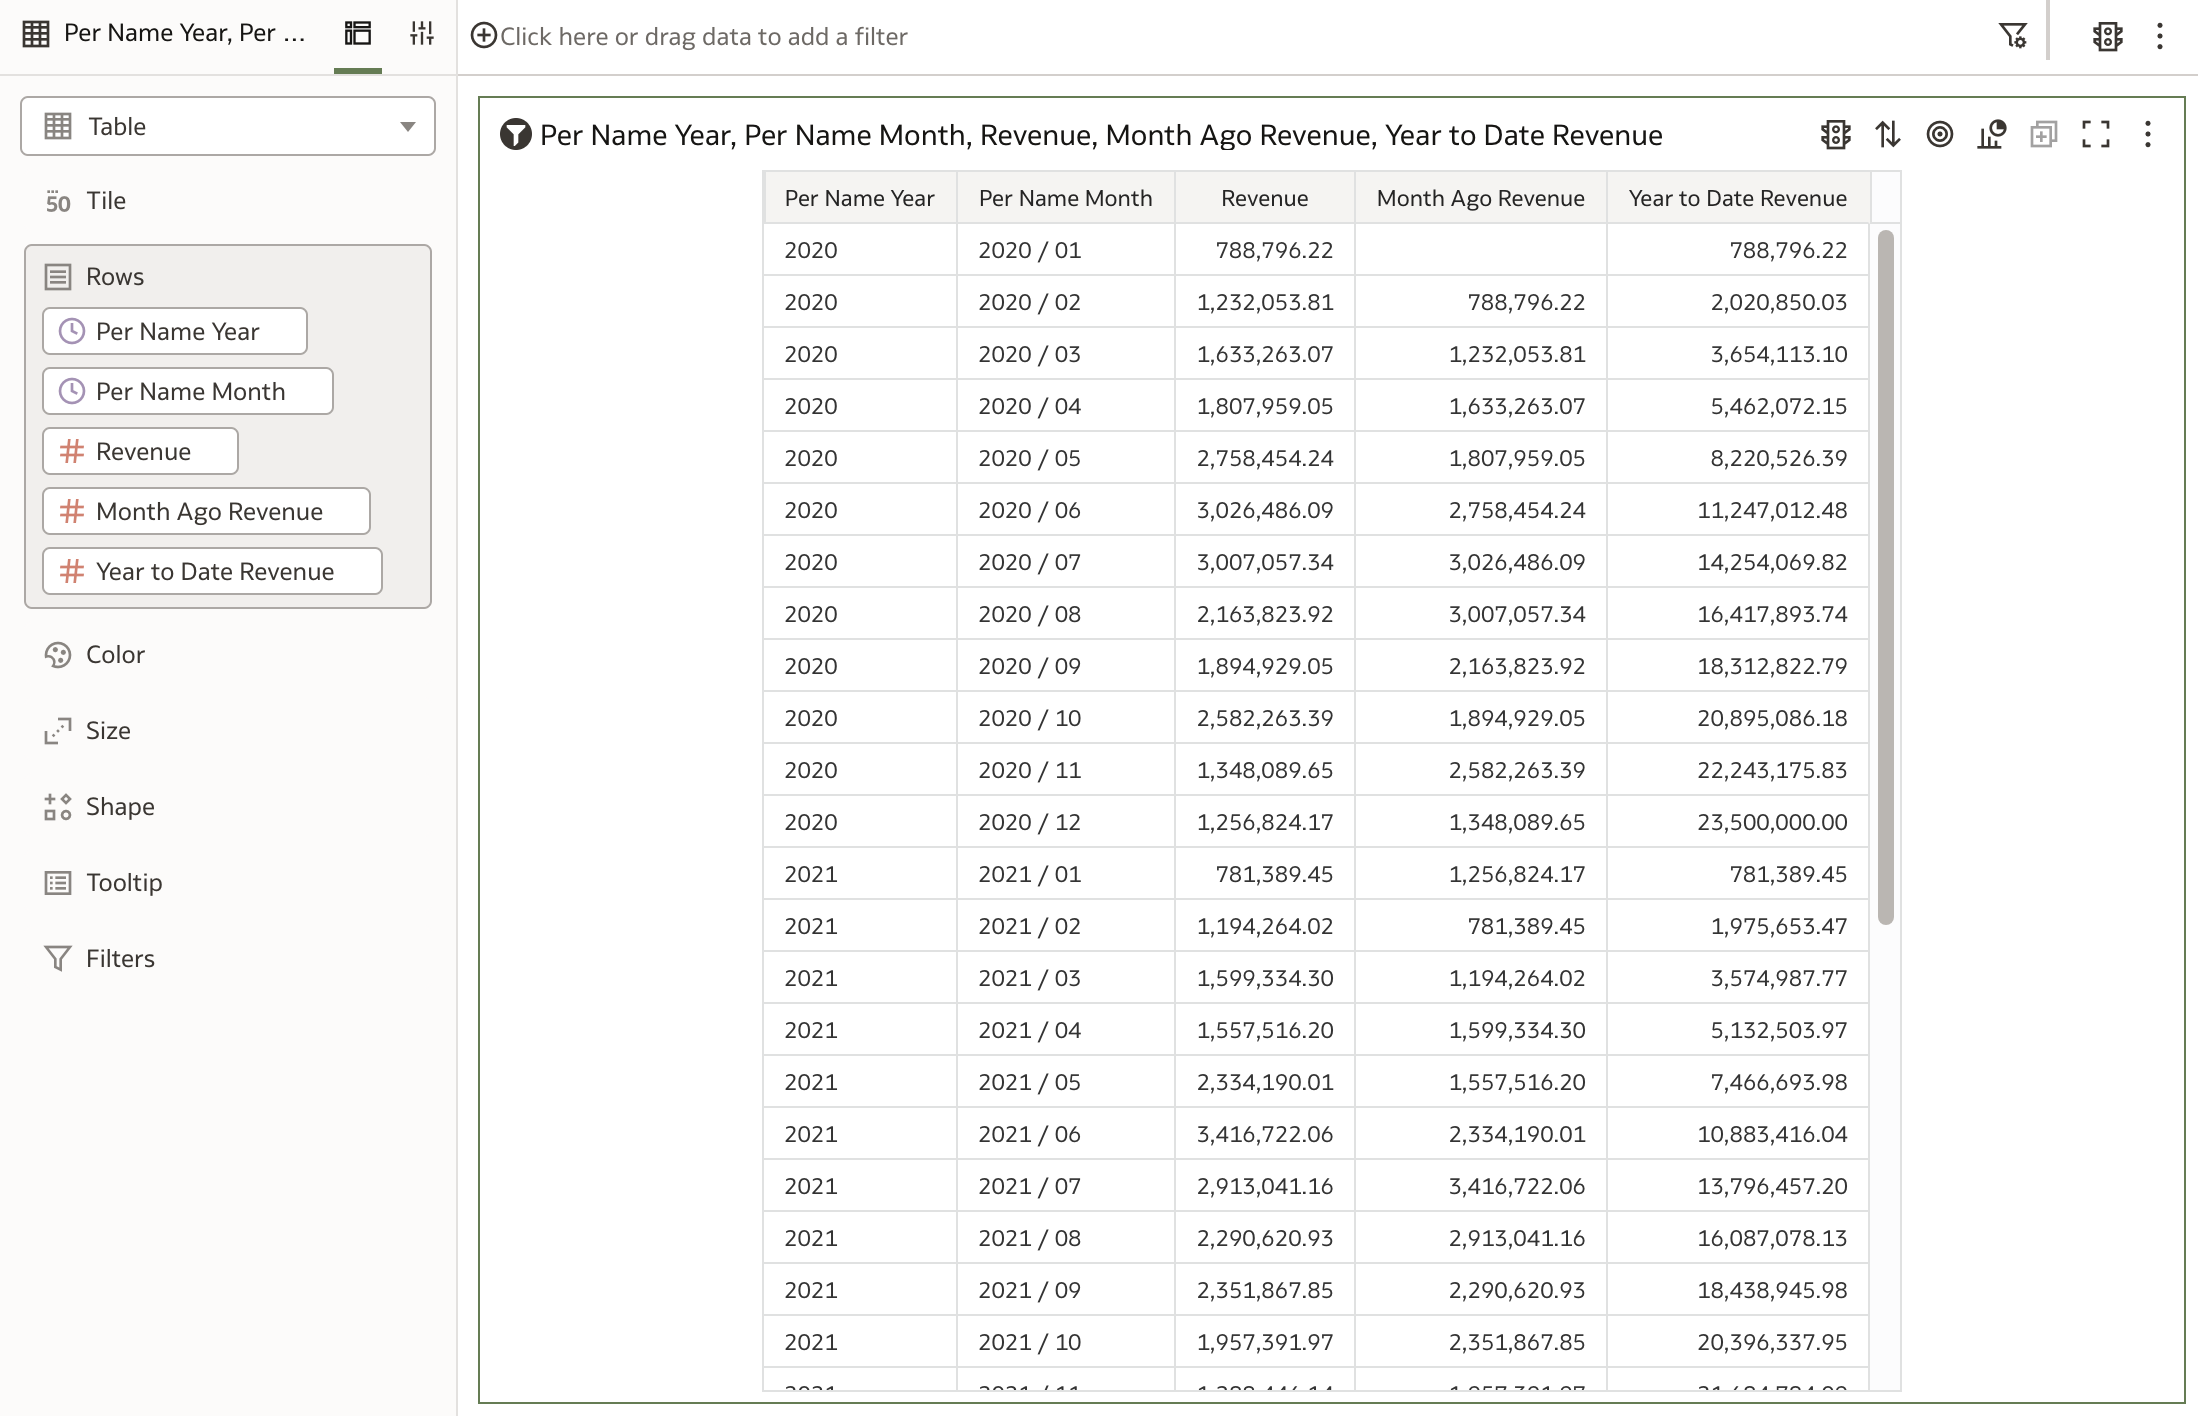 Per Name Year, Per ...
Click here or drag data to add a filter
Table
50 Tile
Rows
Per Name Year
Per Name Month
# Revenue
# Month Ago Revenue
# Year to Date Revenue
Color
Size
Shape
Tooltip
Filters
Per Name Year, Per Name Month, Revenue, Month Ago Revenue, Year to Date Revenue
Per Name Year Per Name Month Revenue Month Ago Revenue Year to Date Revenue
2020 2020 / 01 788,796.22 788,796.22
2020 2020 / 02 1,232,053.81 788,796.22 2,020,850.03
2020 2020 / 03 1,633,263.07 1,232,053.81 3,654,113.10
2020 2020 / 04 1,807,959.05 1,633,263.07 5,462,072.15
2020 2020 / 05 2,758,454.24 1,807,959.05 8,220,526.39
2020 2020 / 06 3,026,486.09 2,758,454.24 11,247,012.48
2020 2020 / 07 3,007,057.34 3,026,486.09 14,254,069.82
2020 2020 / 08 2,163,823.92 3,007,057.34 16,417,893.74
2020 2020 / 09 1,894,929.05 2,163,823.92 18,312,822.79
2020 2020 / 10 2,582,263.39 1,894,929.05 20,895,086.18
2020 2020 / 11 1,348,089.65 2,582,263.39 22,243,175.83
2020 2020 / 12 1,256,824.17 1,348,089.65 23,500,000.00
2021 2021 / 01 781,389.45 1,256,824.17 781,389.45
2021 2021 / 02 1,194,264.02 781,389.45 1,975,653.47
2021 2021 / 03 1,599,334.30 1,194,264.02 3,574,987.77
2021 2021 / 04 1,557,516.20 1,599,334.30 5,132,503.97
2021 2021 / 05 2,334,190.01 1,557,516.20 7,466,693.98
2021 2021 / 06 3,416,722.06 2,334,190.01 10,883,416.04
2021 2021 / 07 2,913,041.16 3,416,722.06 13,796,457.20
2021 2021 / 08 2,290,620.93 2,913,041.16 16,087,078.13
2021 2021 / 09 2,351,867.85 2,290,620.93 18,438,945.98
2021 2021 / 10 1,957,391.97 2,351,867.85 20,396,337.95